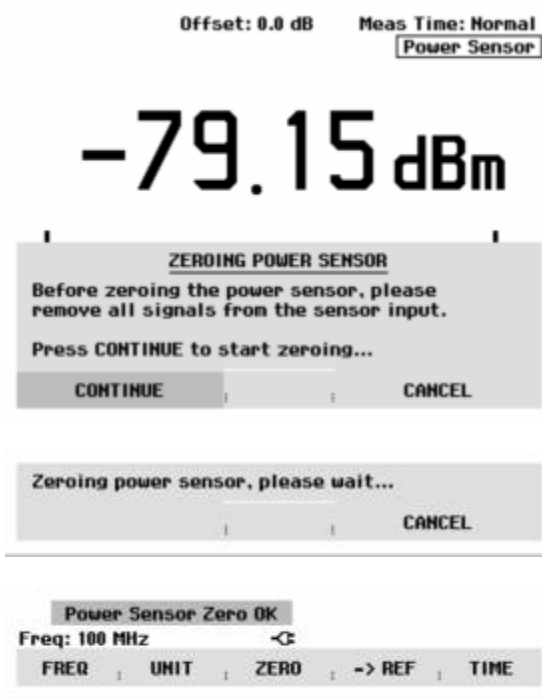 Offset: 0.0 dB Meas Time: Normal
Power Sensor
-79.15 dBm
ZEROING POWER SENSOR
Before zeroing the power sensor, please
remove all signals from the sensor input.
Press CONTINUE to start zeroing...
CONTINUE CANCEL
Zeroing power sensor, please wait...
CANCEL
Power Sensor Zero OK
Freq: 100 MHz
FREQ UNIT ZERO -> REF TIME